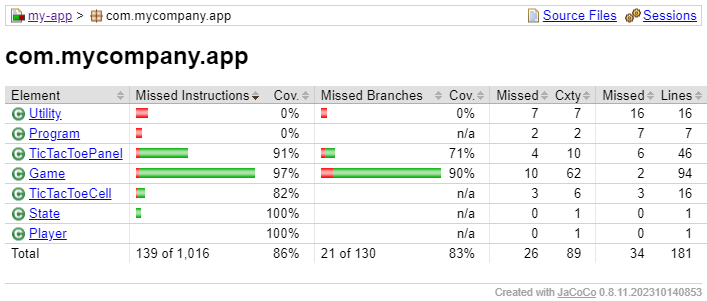 my-app > com.mycompany.app Source Files Sessions
com.mycompany.app
Element Missed Instructions Cov. Missed Branches Cov. Missed Cxty Missed Lines
Utility 0% 0% 7 7 16 16
Program 0% n/a 2 2 7 7
TicTacToePanel 91% 71% 4 10 6 46
Game 97% 90% 10 62 2 94
TicTacToeCell 82% n/a 3 6 3 16
State 100% n/a 0 1 0 1
Player 100% n/a 0 1 0 1
Total 139 of 1,016 86% 21 of 130 83% 26 89 34 181
Created with JaCoCo 0.8.11.202310140853